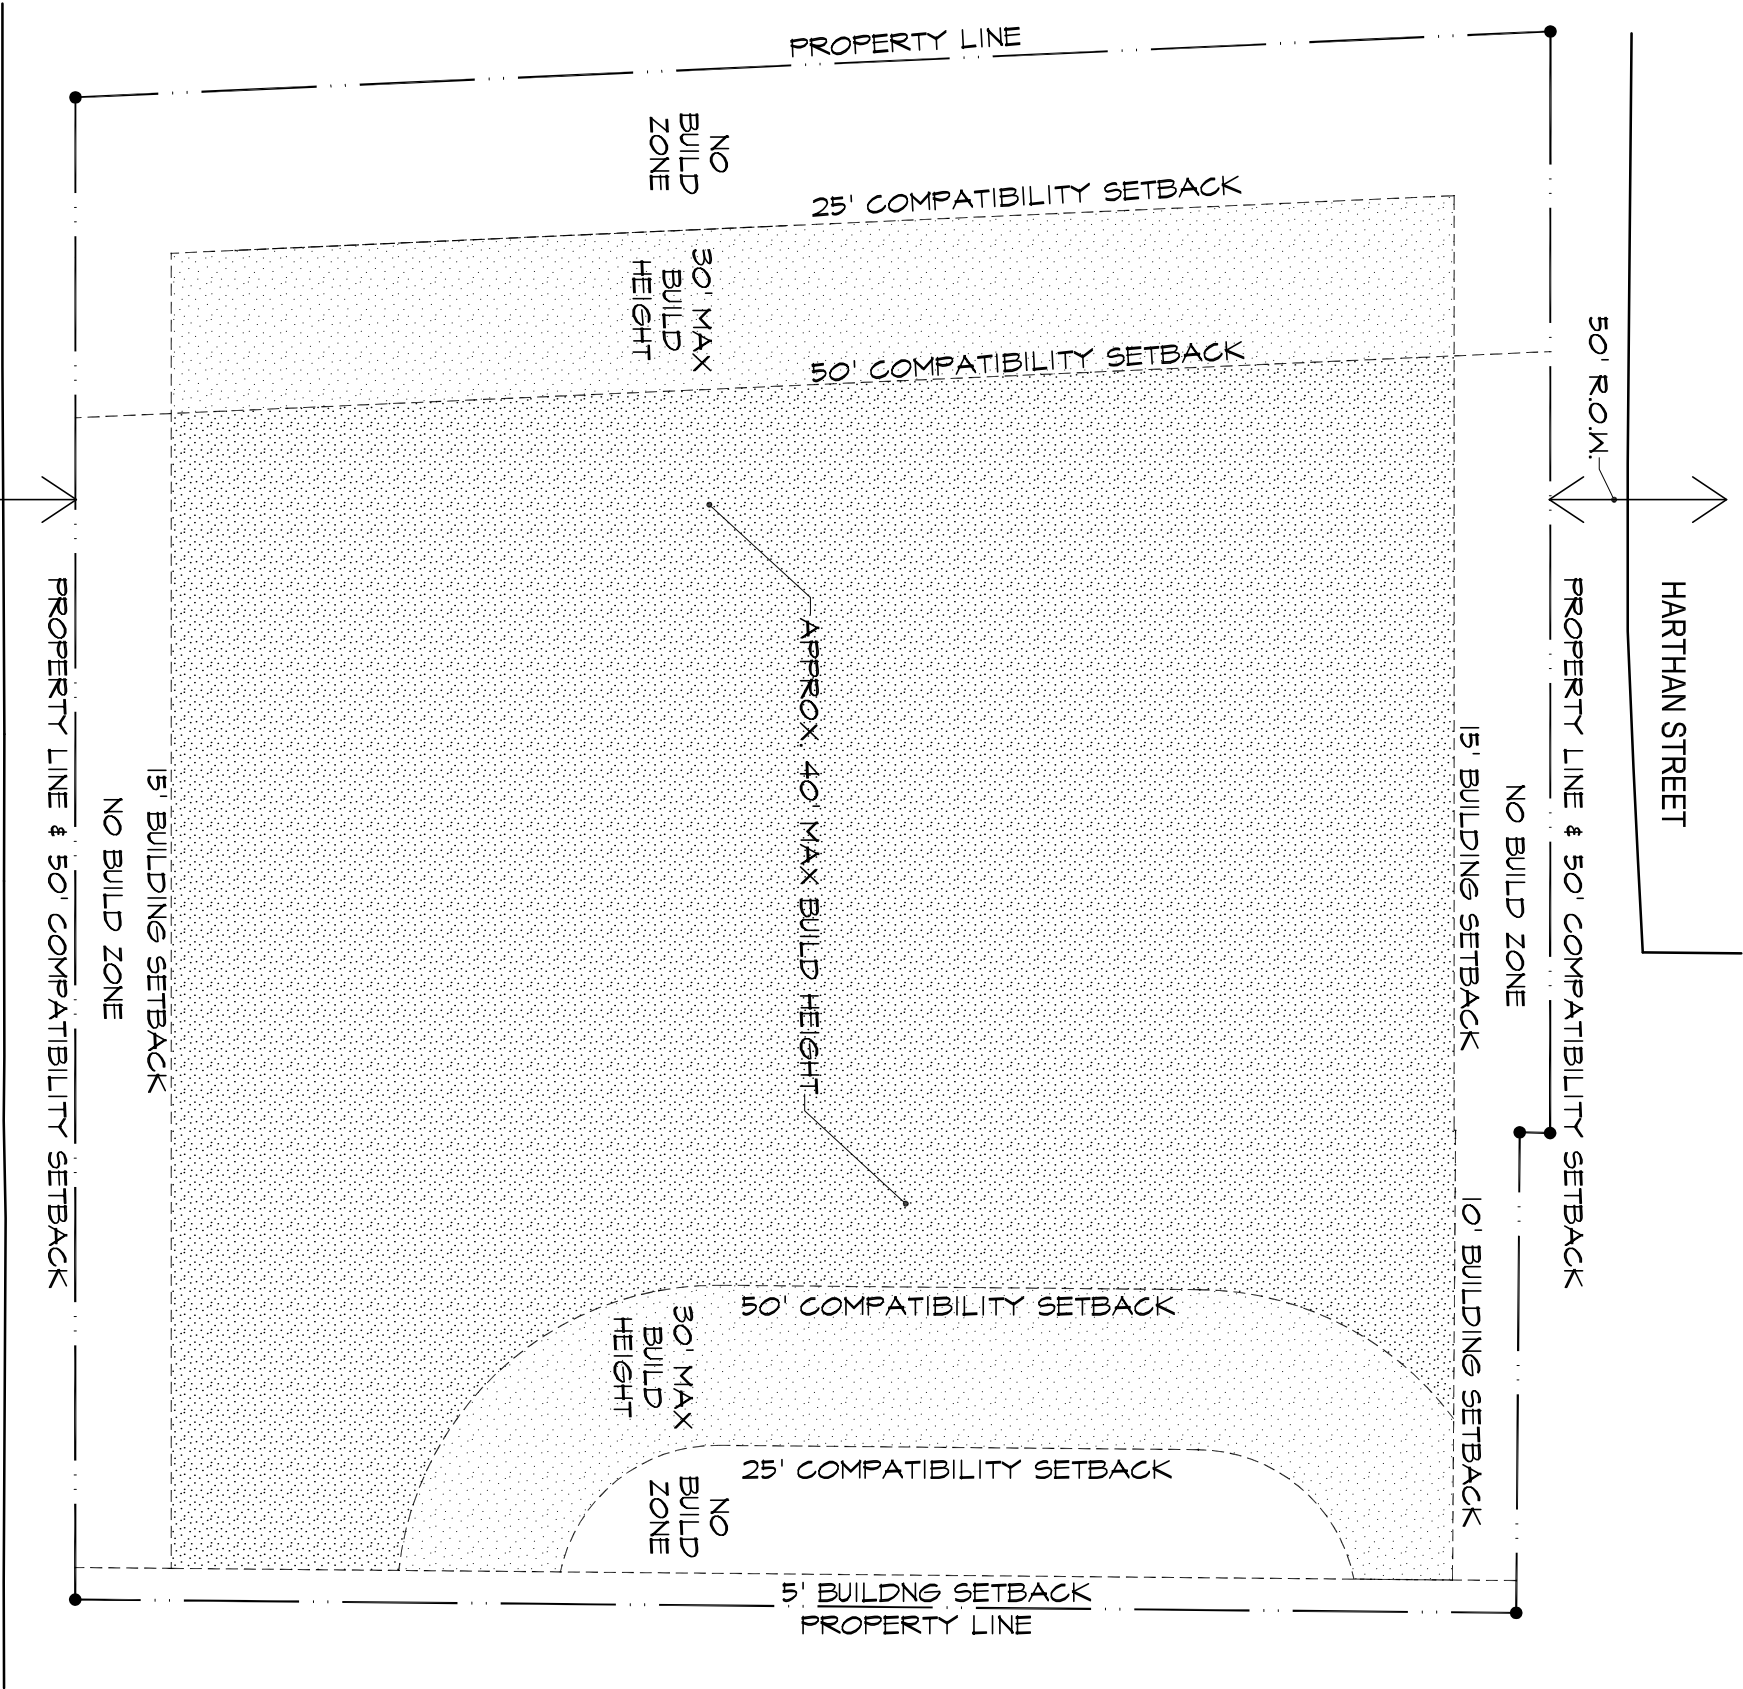 PROPERTY LINE
NO
BUILD
ZONE
25' COMPATIBILITY SETBACK
30' MAX
BUILD
HEIGHT
50' COMPATIBILITY SETBACK
50' R.O.W.
HARTHAN STREET
PROPERTY LINE & 50' COMPATIBILITY SETBACK
NO BUILD ZONE
15' BUILDING SETBACK
APPROX. 40' MAX BUILD HEIGHT
15' BUILDING SETBACK
NO BUILD ZONE
PROPERTY LINE & 50' COMPATIBILITY SETBACK
10' BUILDING SETBACK
50' COMPATIBILITY SETBACK
30' MAX
BUILD
HEIGHT
25' COMPATIBILITY SETBACK
NO
BUILD
ZONE
5' BUILDNG SETBACK
PROPERTY LINE